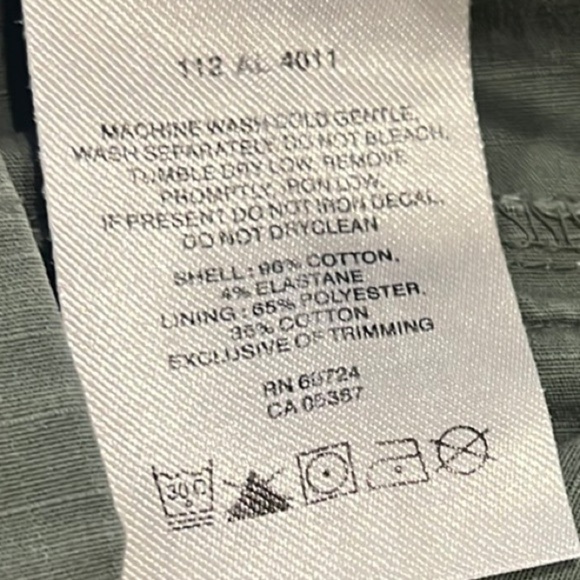 112 AL 4011
MACHINE WASH COLD GENTLE.
WASH SEPARATELY. DO NOT BLEACH.
TUMBLE DRY LOW. REMOVE
PROMPTLY. IRON LOW.
IF PRESENT DO NOT IRON DECAL.
DO NOT DRYCLEAN
SHELL : 96% COTTON,
4% ELASTANE
LINING : 65% POLYESTER,
35% COTTON
EXCLUSIVE OF TRIMMING
RN
CA 05367
30